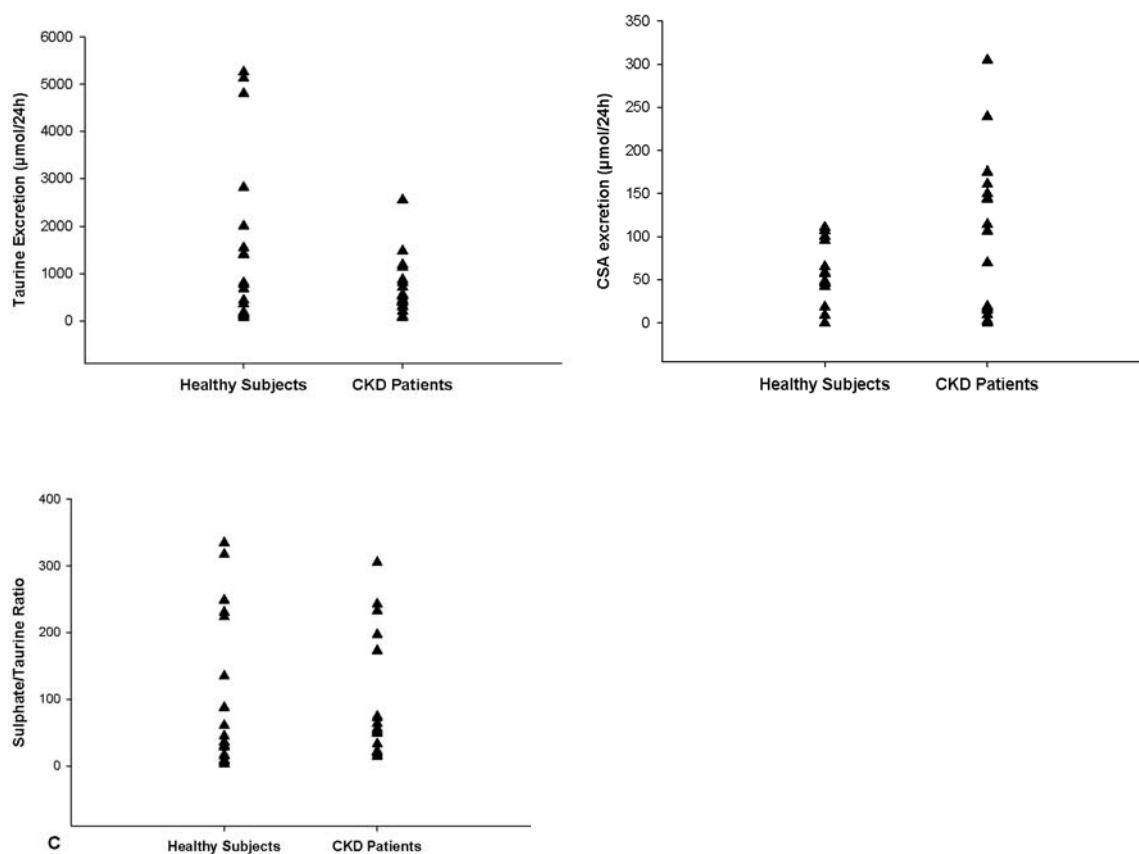 Taurine Excretion (µmol/24h)
6000
5000
4000
3000
2000
1000
0
Healthy Subjects CKD Patients
CSA excretion (µmol/24h)
350
300
250
200
150
100
50
0
Healthy Subjects CKD Patients
Sulphate/Taurine Ratio
400
300
200
100
0
C
Healthy Subjects CKD Patients